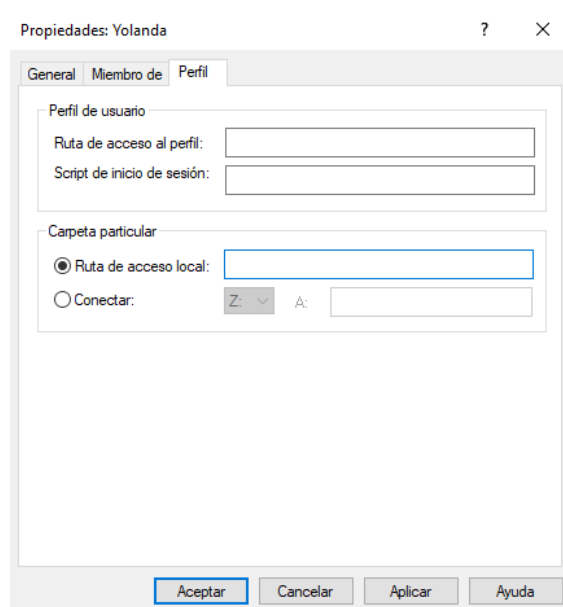 Propiedades: Yolanda ? ×
General Miembro de Perfil
Perfil de usuario
Ruta de acceso al perfil:
Script de inicio de sesión:
Carpeta particular
Ruta de acceso local:
Conectar: Z: A:
Aceptar Cancelar Aplicar Ayuda